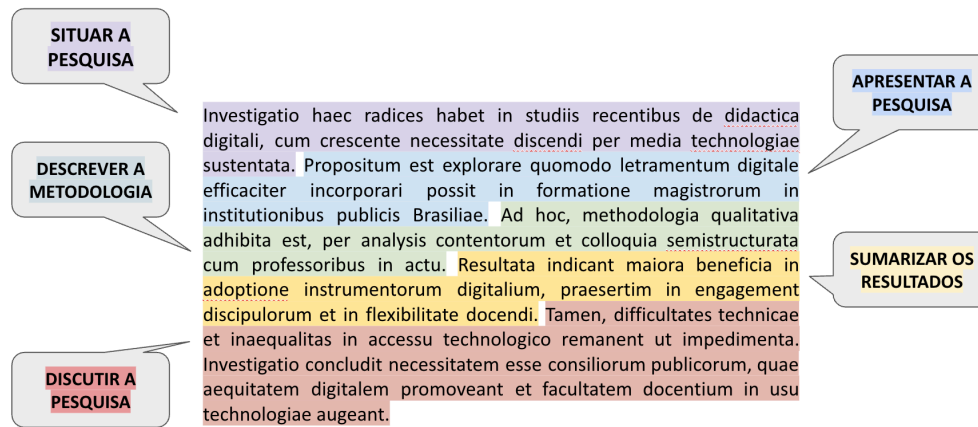 SITUAR A
PESQUISA
APRESENTAR A
PESQUISA
Investigatio haec radices habet in studiis recentibus de didactica
digitali, cum crescente necessitate discendi per media technologiae
sustentata. Propositum est explorare quomodo letramentum digitale
efficaciter incorporari possit in formatione magistrorum in
institutionibus publicis Brasiliae. Ad hoc, methodologia qualitativa
adhibita est, per analysis contentorum et colloquia semistructurata
cum professoribus in actu. Resultata indicant maiora beneficia in
adoptione instrumentorum digitalium, praesertim in engagement
discipulorum et in flexibilitate docendi. Tamen, difficultates technicae
et inaequalitas in accessu technologico remanent ut impedimenta.
Investigatio concludit necessitatem esse consiliorum publicorum, quae
aequitatem digitalem promoveant et facultatem docentium in usu
technologiae augeant.
DESCREVER A
METODOLOGIA
SUMARIZAR OS
RESULTADOS
DISCUTIR A
PESQUISA